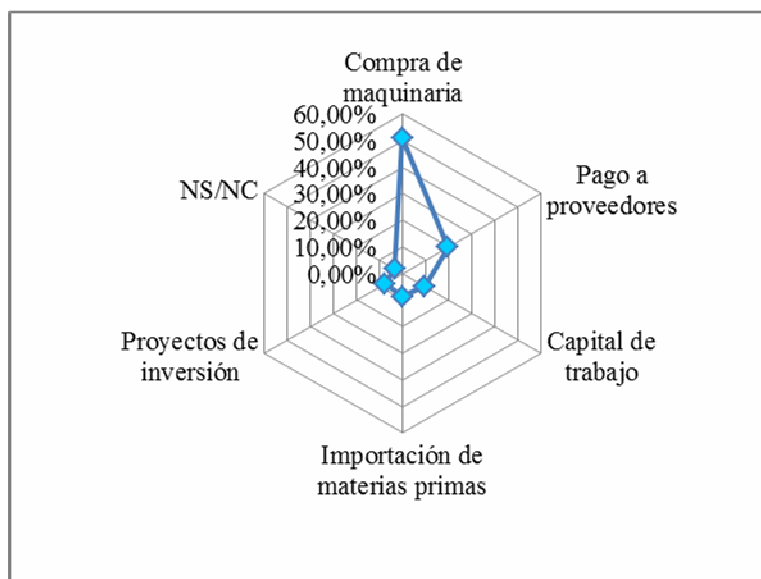 Compra de
maquinaria
60,00%
50,00%
40,00%
30,00%
20,00%
10,00%
0,00%
Pago a
proveedores
Capital de
trabajo
Importación de
materias primas
Proyectos de
inversión
NS/NC